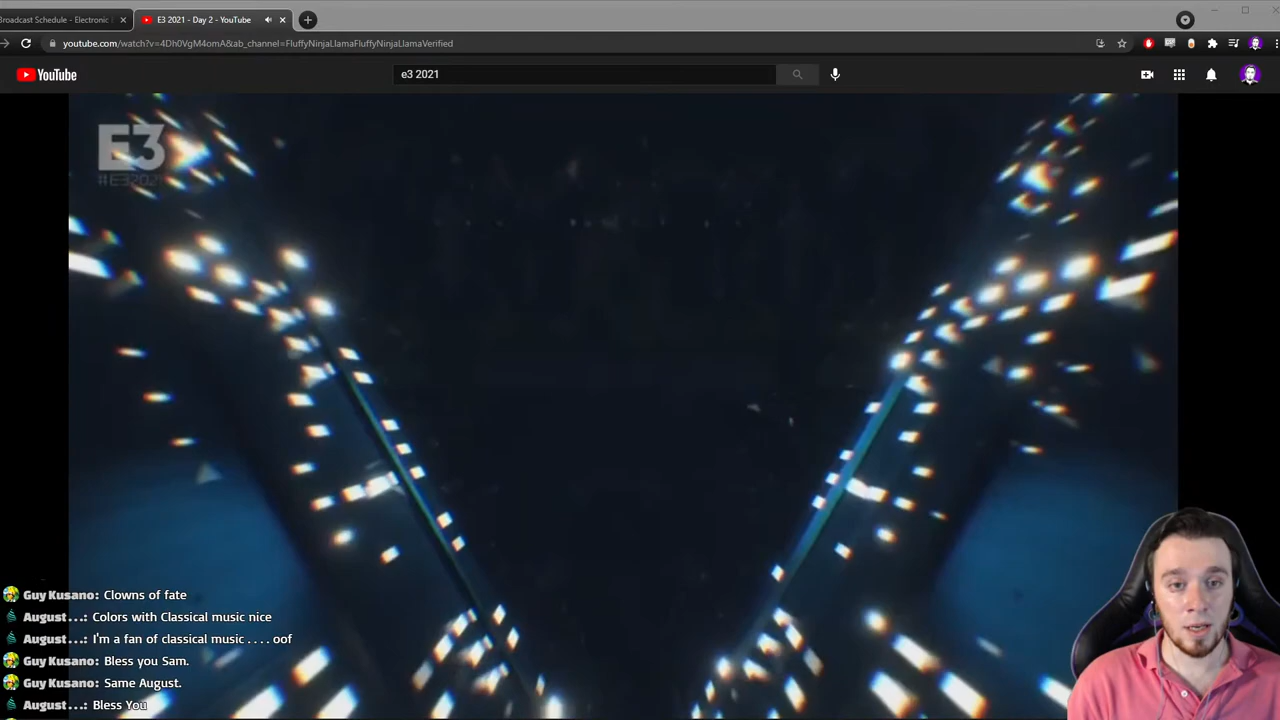 Broadcast Schedule - Electronic
E3 2021 - Day 2 - YouTube
youtube.com/watch?v=4Dh0VgM4omA&ab_channel=FluffyNinjaLlamaFluffyNinjaLlamaVerified
YouTube
e3 2021
E3
#E32021
Guy Kusano: Clowns of fate
August...: Colors with Classical music nice
August...: I'm a fan of classical music . . . . oof
Guy Kusano: Bless you Sam.
Guy Kusano: Same August.
August...: Bless You